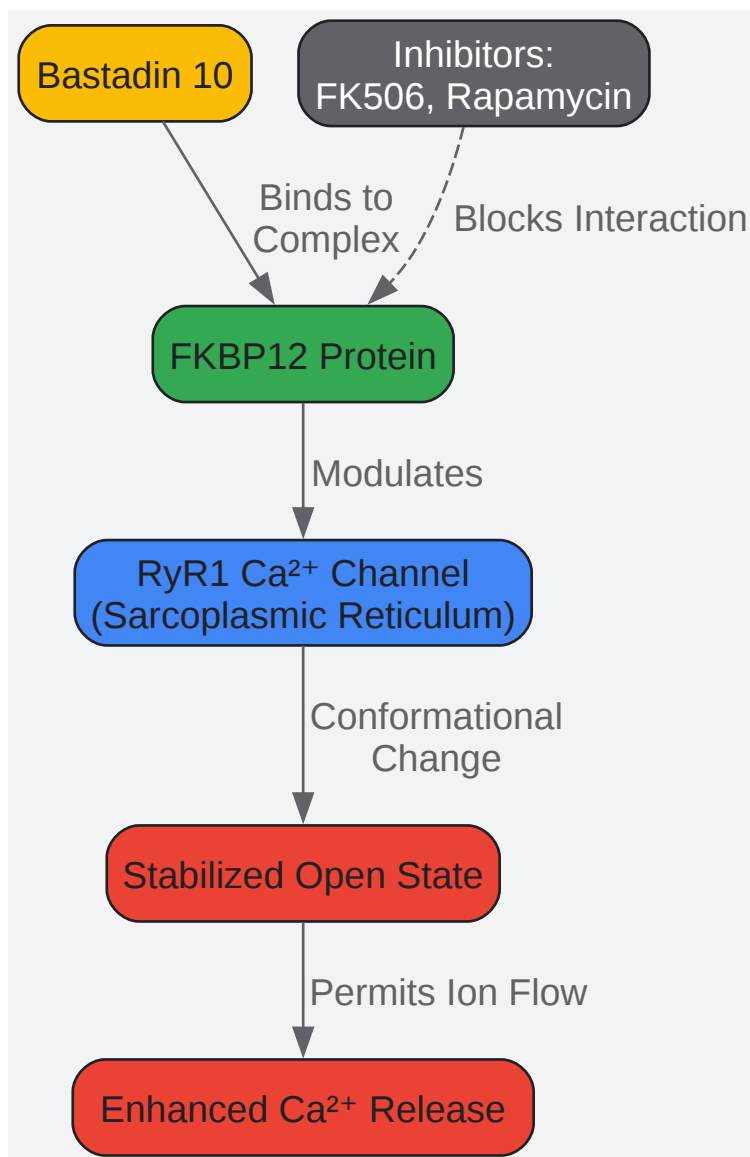 Bastadin 10
Inhibitors:
FK506, Rapamycin
Binds to
Complex
Blocks Interaction
FKBP12 Protein
Modulates
RyR1 Ca²⁺ Channel
(Sarcoplasmic Reticulum)
Conformational
Change
Stabilized Open State
Permits Ion Flow
Enhanced Ca²⁺ Release